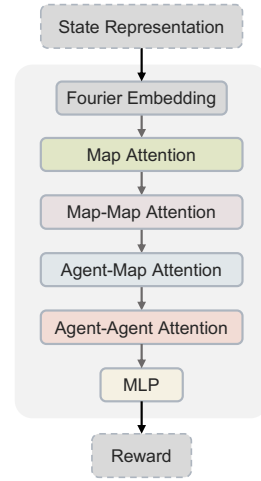 State Representation
Fourier Embedding
Map Attention
Map-Map Attention
Agent-Map Attention
Agent-Agent Attention
MLP
Reward